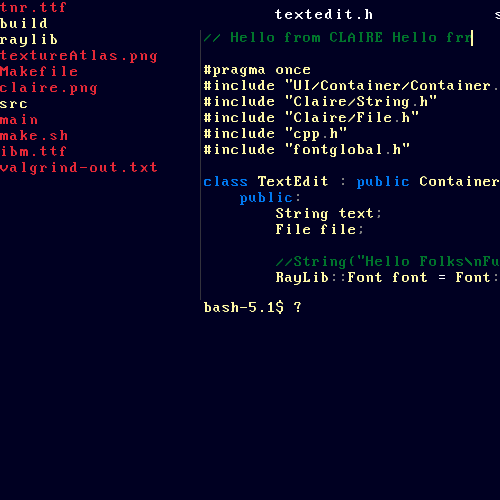 tnr.ttf
build
raylib
textureAtlas.png
Makefile
claire.png
src
main
make.sh
ibm.ttf
valgrind-out.txt
textedit.h
// Hello from CLAIRE Hello frr
#pragma once
#include "UI/Container/Container.
#include "Claire/String.h"
#include "Claire/File.h"
#include "cpp.h"
#include "fontglobal.h"
class TextEdit : public Container
public:
String text;
File file;
//String("Hello Folks\nFu
RayLib::Font font = Font:
bash-5.1$ ?